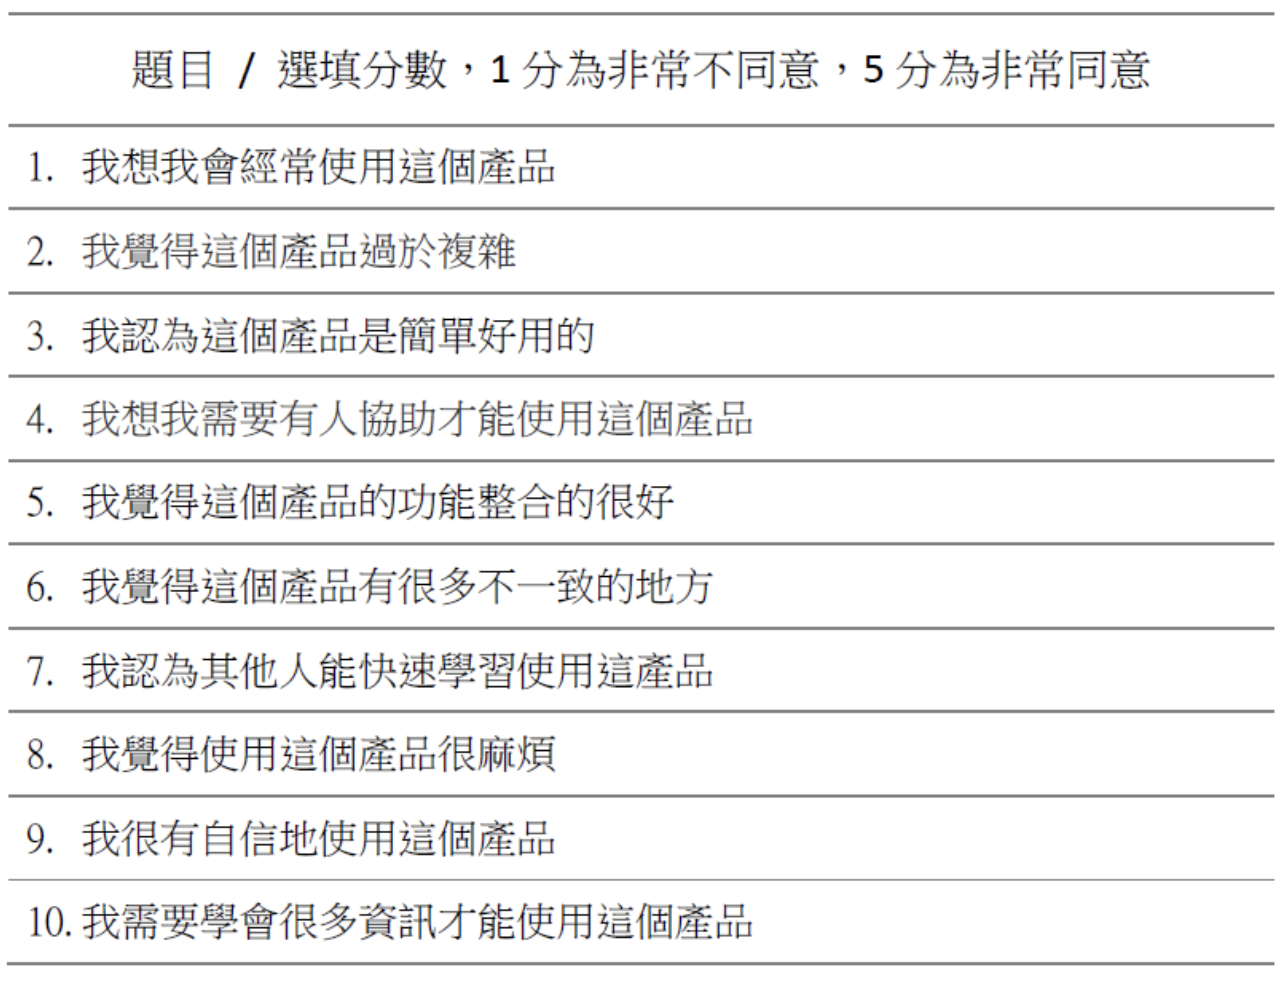 題目 / 選填分數，1 分為非常不同意，5 分為非常同意
1. 我想我會經常使用這個產品
2. 我覺得這個產品過於複雜
3. 我認為這個產品是簡單好用的
4. 我想我需要有人協助才能使用這個產品
5. 我覺得這個產品的功能整合的很好
6. 我覺得這個產品有很多不一致的地方
7. 我認為其他人能快速學習使用這產品
8. 我覺得使用這個產品很麻煩
9. 我很有自信地使用這個產品
10. 我需要學會很多資訊才能使用這個產品